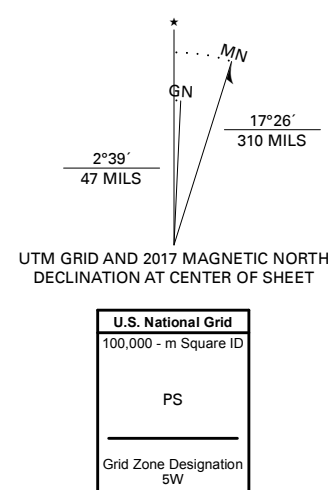 ★
MN
GN
17°26´
310 MILS
2°39´
47 MILS
UTM GRID AND 2017 MAGNETIC NORTH
DECLINATION AT CENTER OF SHEET
U.S. National Grid
100,000 - m Square ID
PS
Grid Zone Designation
5W